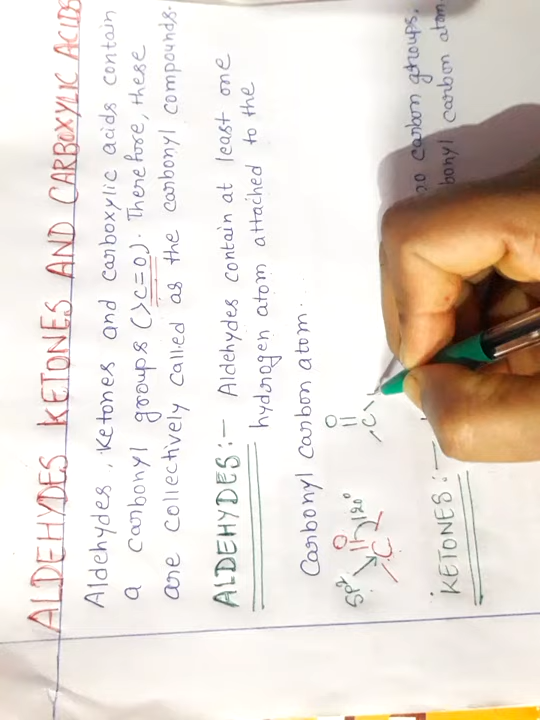 ALDEHYDES KETONES AND CARBOXYLIC ACIDS
Aldehydes, Ketones and carboxylic acids contain
a carbonyl groups (>C=O). Therefore, these
are collectively called as the carbonyl compounds.
ALDEHYDES:- Aldehydes contain at least one
hydrogen atom attached to the
Carbonyl carbon atom.
Sp² O 120° O
C C
KETONES:- carbon groups,
carbon atom.